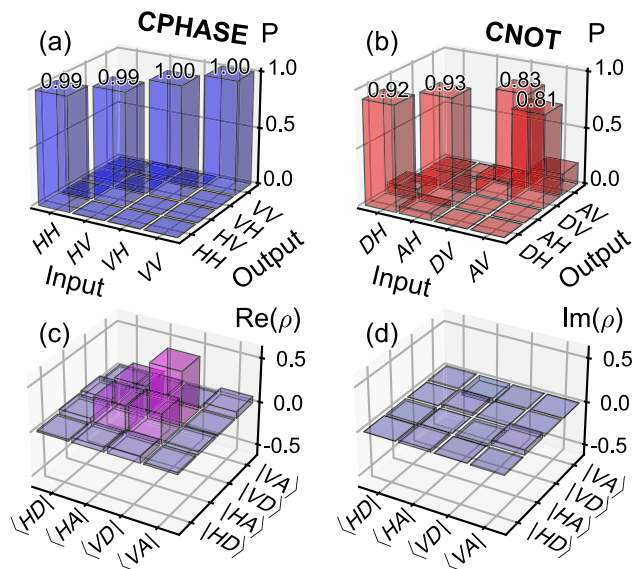 (a) CPHASE P
0.99 0.99 1.00 1.00
1.0
0.5
0.0
HH HV VH VV
Input
HH HV VH VV
Output
(b) CNOT P
0.92 0.93 0.83 0.81
1.0
0.5
0.0
DH AH DV AV
Input
DH AH DV AV
Output
(c) Re(ρ)
0.5
0.0
-0.5
⟨HD| ⟨HA| ⟨VD| ⟨VA|
|HD⟩ |HA⟩ |VD⟩ |VA⟩
(d) Im(ρ)
0.5
0.0
-0.5
⟨HD| ⟨HA| ⟨VD| ⟨VA|
|HD⟩ |HA⟩ |VD⟩ |VA⟩